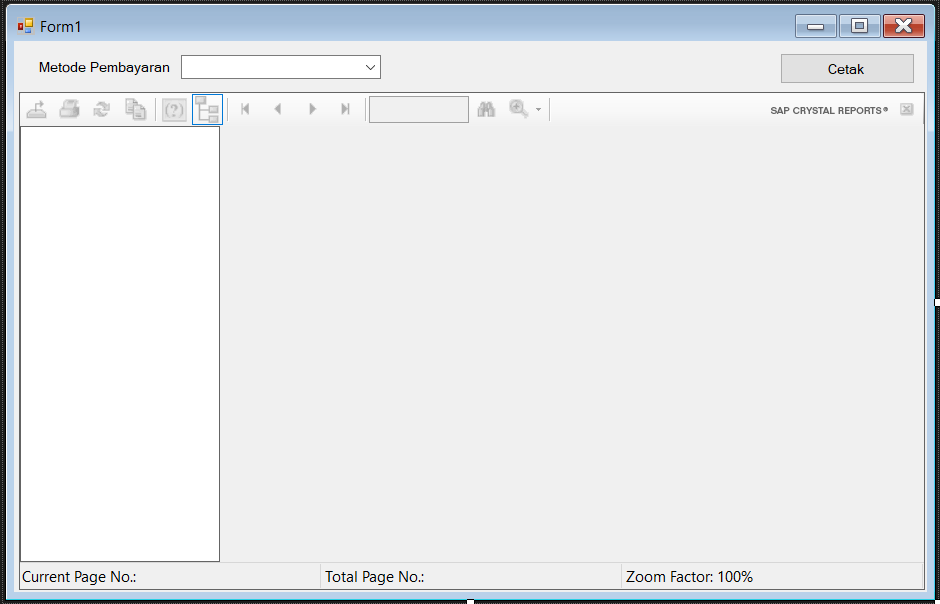 Form1
Metode Pembayaran
Cetak
(?)
SAP CRYSTAL REPORTS®
Current Page No.:
Total Page No.:
Zoom Factor: 100%